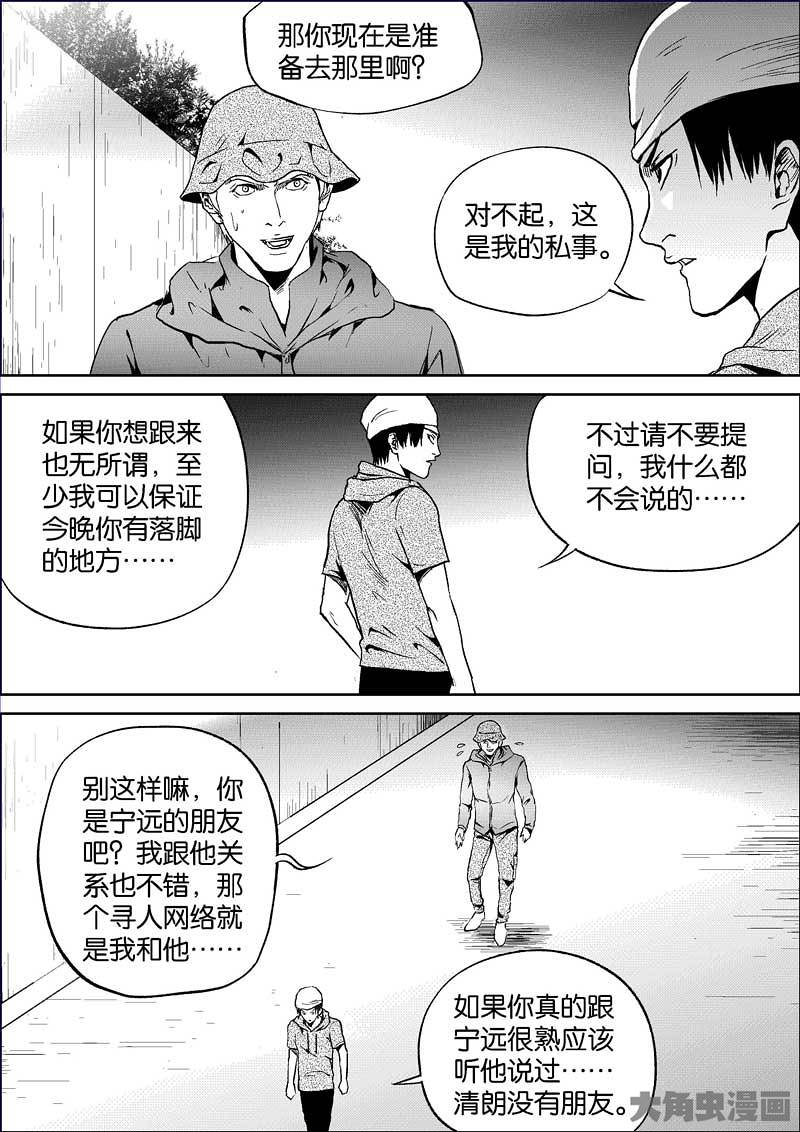 那你现在是准
备去那里啊？
对不起，这
是我的私事。
如果你想跟来
也无所谓，至
少我可以保证
今晚你有落脚
的地方……
不过请不要提
问，我什么都
不会说的……
别这样嘛，你
是宁远的朋友
吧？我跟他关
系也不错，那
个寻人网络就
是我和他……
如果你真的跟
宁远很熟应该
听他说过……
清朗没有朋友。
大角虫漫画